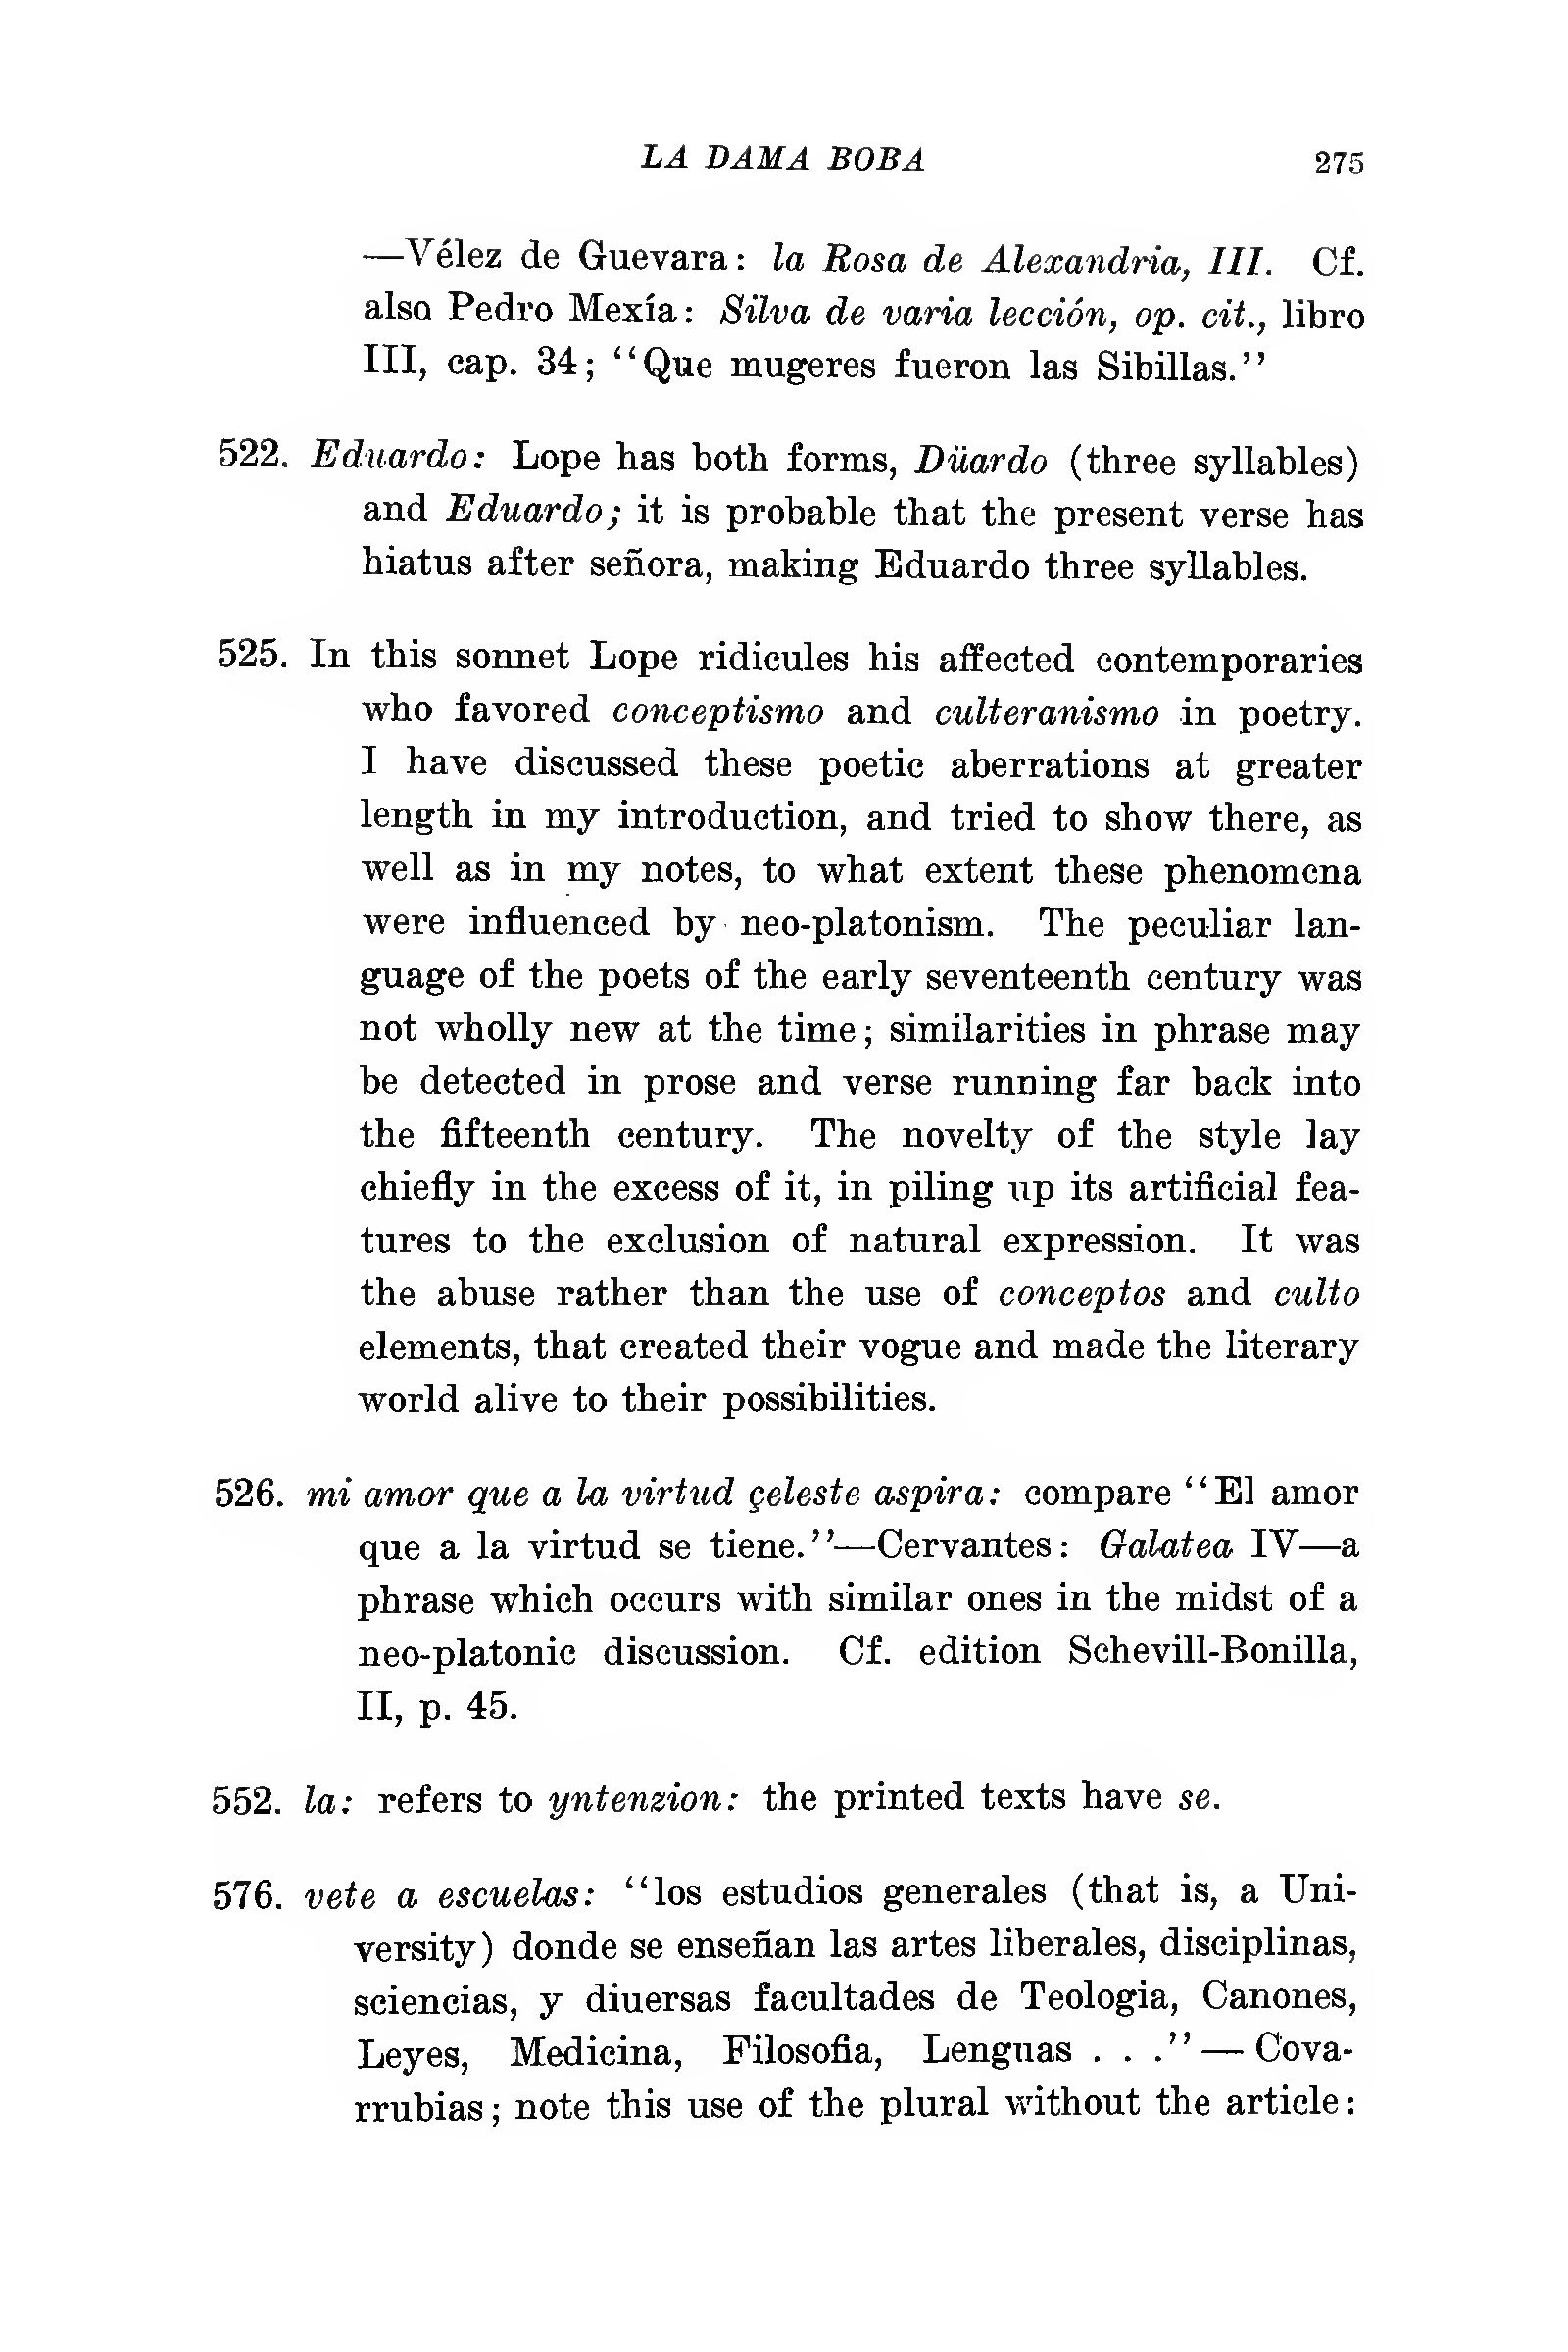 LA DAMA BOBA 275
—Vélez de Guevara: la Rosa de Alexandria, III. Cf.
also Pedro Mexía: Silva de varia lección, op. cit., libro
III, cap. 34; “Que mugeres fueron las Sibillas.”
522. Eduardo: Lope has both forms, Düardo (three syllables)
and Eduardo; it is probable that the present verse has
hiatus after señora, making Eduardo three syllables.
525. In this sonnet Lope ridicules his affected contemporaries
who favored conceptismo and culteranismo in poetry.
I have discussed these poetic aberrations at greater
length in my introduction, and tried to show there, as
well as in my notes, to what extent these phenomena
were influenced by neo-platonism. The peculiar lan-
guage of the poets of the early seventeenth century was
not wholly new at the time; similarities in phrase may
be detected in prose and verse running far back into
the fifteenth century. The novelty of the style lay
chiefly in the excess of it, in piling up its artificial fea-
tures to the exclusion of natural expression. It was
the abuse rather than the use of conceptos and culto
elements, that created their vogue and made the literary
world alive to their possibilities.
526. mi amor que a la virtud çeleste aspira: compare “El amor
que a la virtud se tiene.”—Cervantes: Galatea IV—a
phrase which occurs with similar ones in the midst of a
neo-platonic discussion. Cf. edition Schevill-Bonilla,
II, p. 45.
552. la: refers to yntenzion: the printed texts have se.
576. vete a escuelas: “los estudios generales (that is, a Uni-
versity) donde se enseñan las artes liberales, disciplinas,
sciencias, y diuersas facultades de Teologia, Canones,
Leyes, Medicina, Filosofia, Lenguas . . .” — Cova-
rrubias; note this use of the plural without the article: